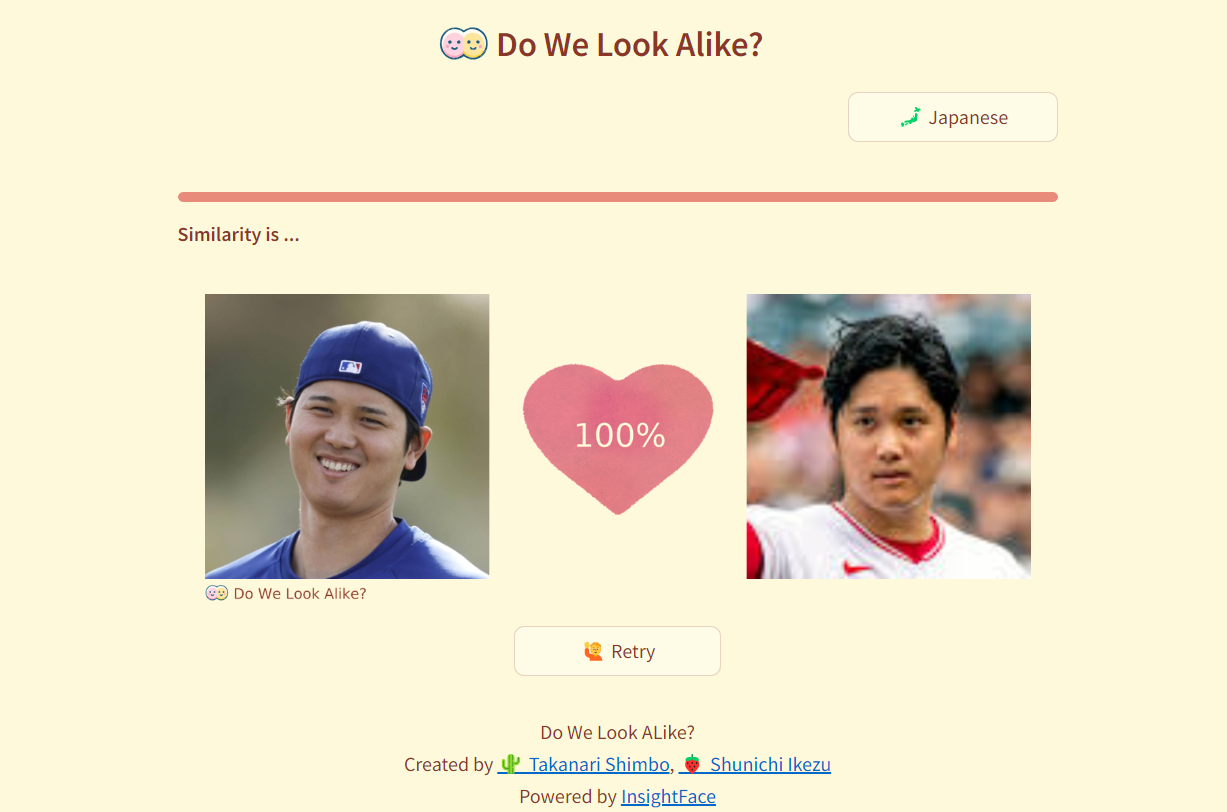 Do We Look Alike?
Japanese
Similarity is ...
100%
Do We Look Alike?
Retry
Do We Look ALike?
Created by Takanari Shimbo, Shunichi Ikezu
Powered by InsightFace